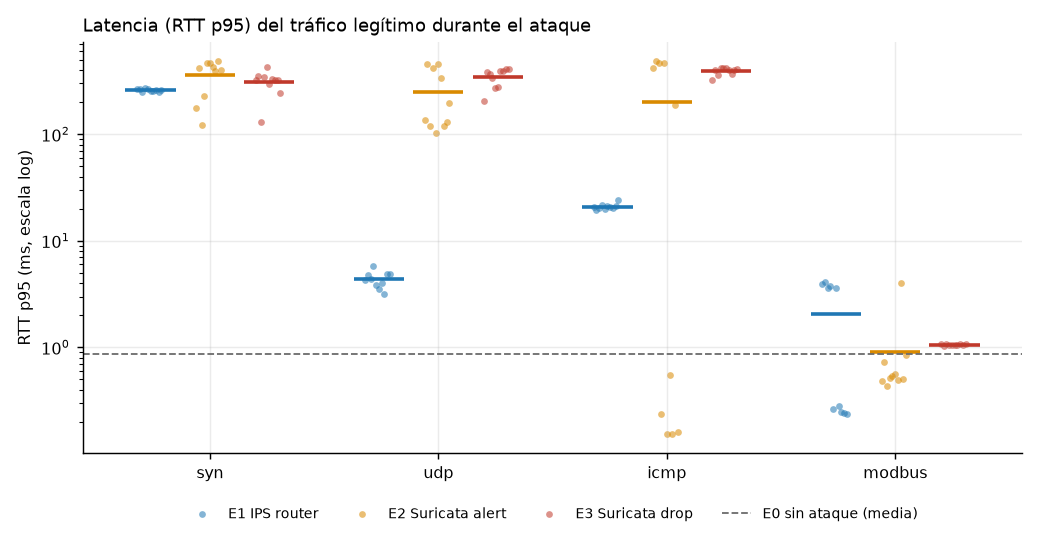 Latencia (RTT p95) del tráfico legítimo durante el ataque
RTT p95 (ms, escala log)
10²
10¹
10⁰
syn udp icmp modbus
E1 IPS router E2 Suricata alert E3 Suricata drop E0 sin ataque (media)